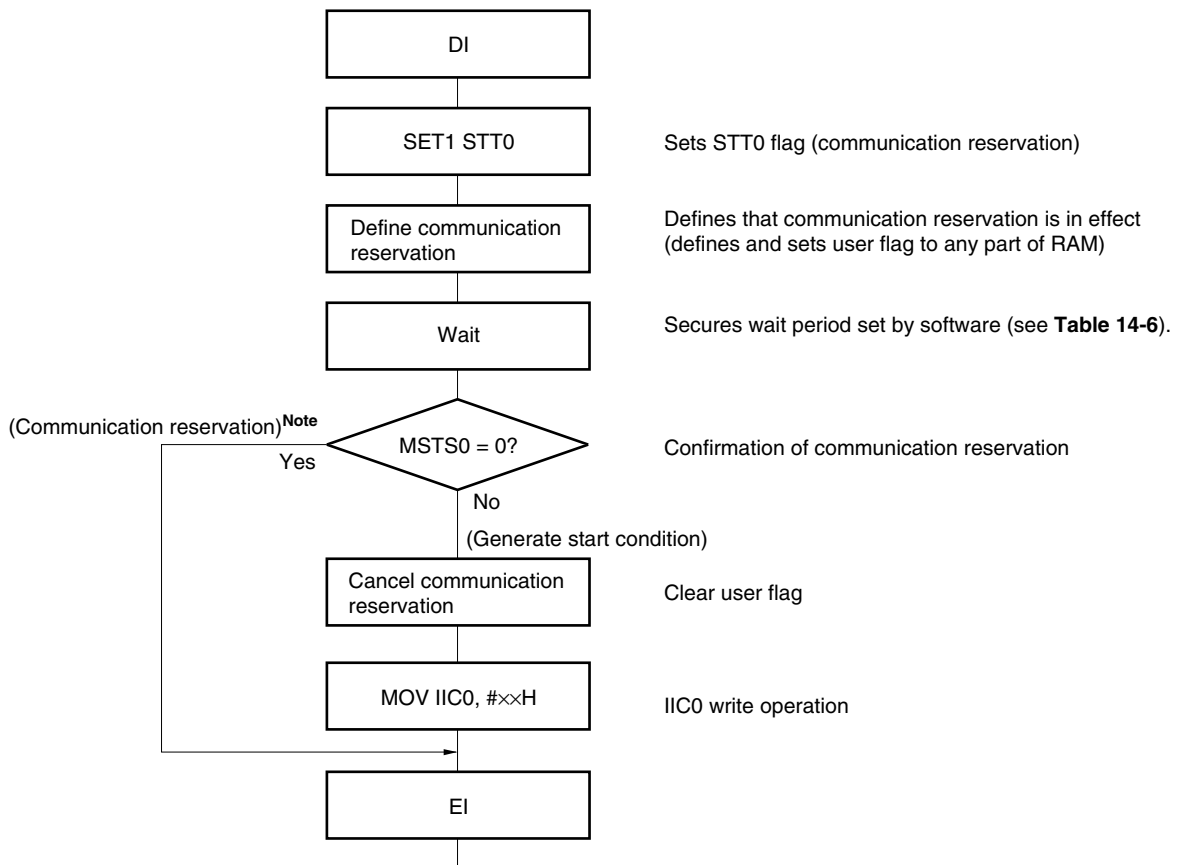 DI
SET1 STT0
Sets STT0 flag (communication reservation)
Define communication
reservation
Defines that communication reservation is in effect
(defines and sets user flag to any part of RAM)
Wait
Secures wait period set by software (see Table 14-6).
(Communication reservation)Note
Yes
MSTS0 = 0?
Confirmation of communication reservation
No
(Generate start condition)
Cancel communication
reservation
Clear user flag
MOV IIC0, #××H
IIC0 write operation
EI